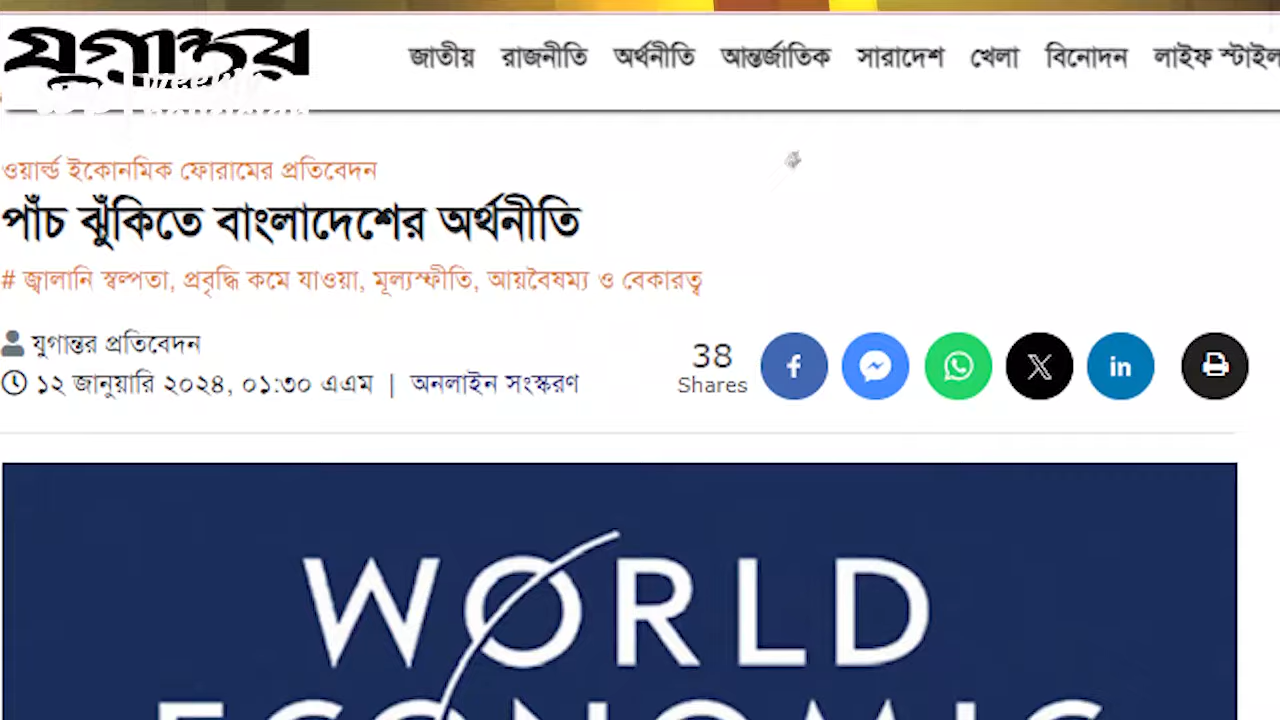 যুগান্তর
জাতীয় রাজনীতি অর্থনীতি আন্তর্জাতিক সারাদেশ খেলা বিনোদন লাইফ স্টাইল
ওয়ার্ল্ড ইকোনমিক ফোরামের প্রতিবেদন
পাঁচ ঝুঁকিতে বাংলাদেশের অর্থনীতি
# জ্বালানি স্বল্পতা, প্রবৃদ্ধি কমে যাওয়া, মূল্যস্ফীতি, আয়বৈষম্য ও বেকারত্ব
যুগান্তর প্রতিবেদন
১২ জানুয়ারি ২০২৪, ০১:৩০ এএম | অনলাইন সংস্করণ
38
Shares
WORLD
ECONOMIC